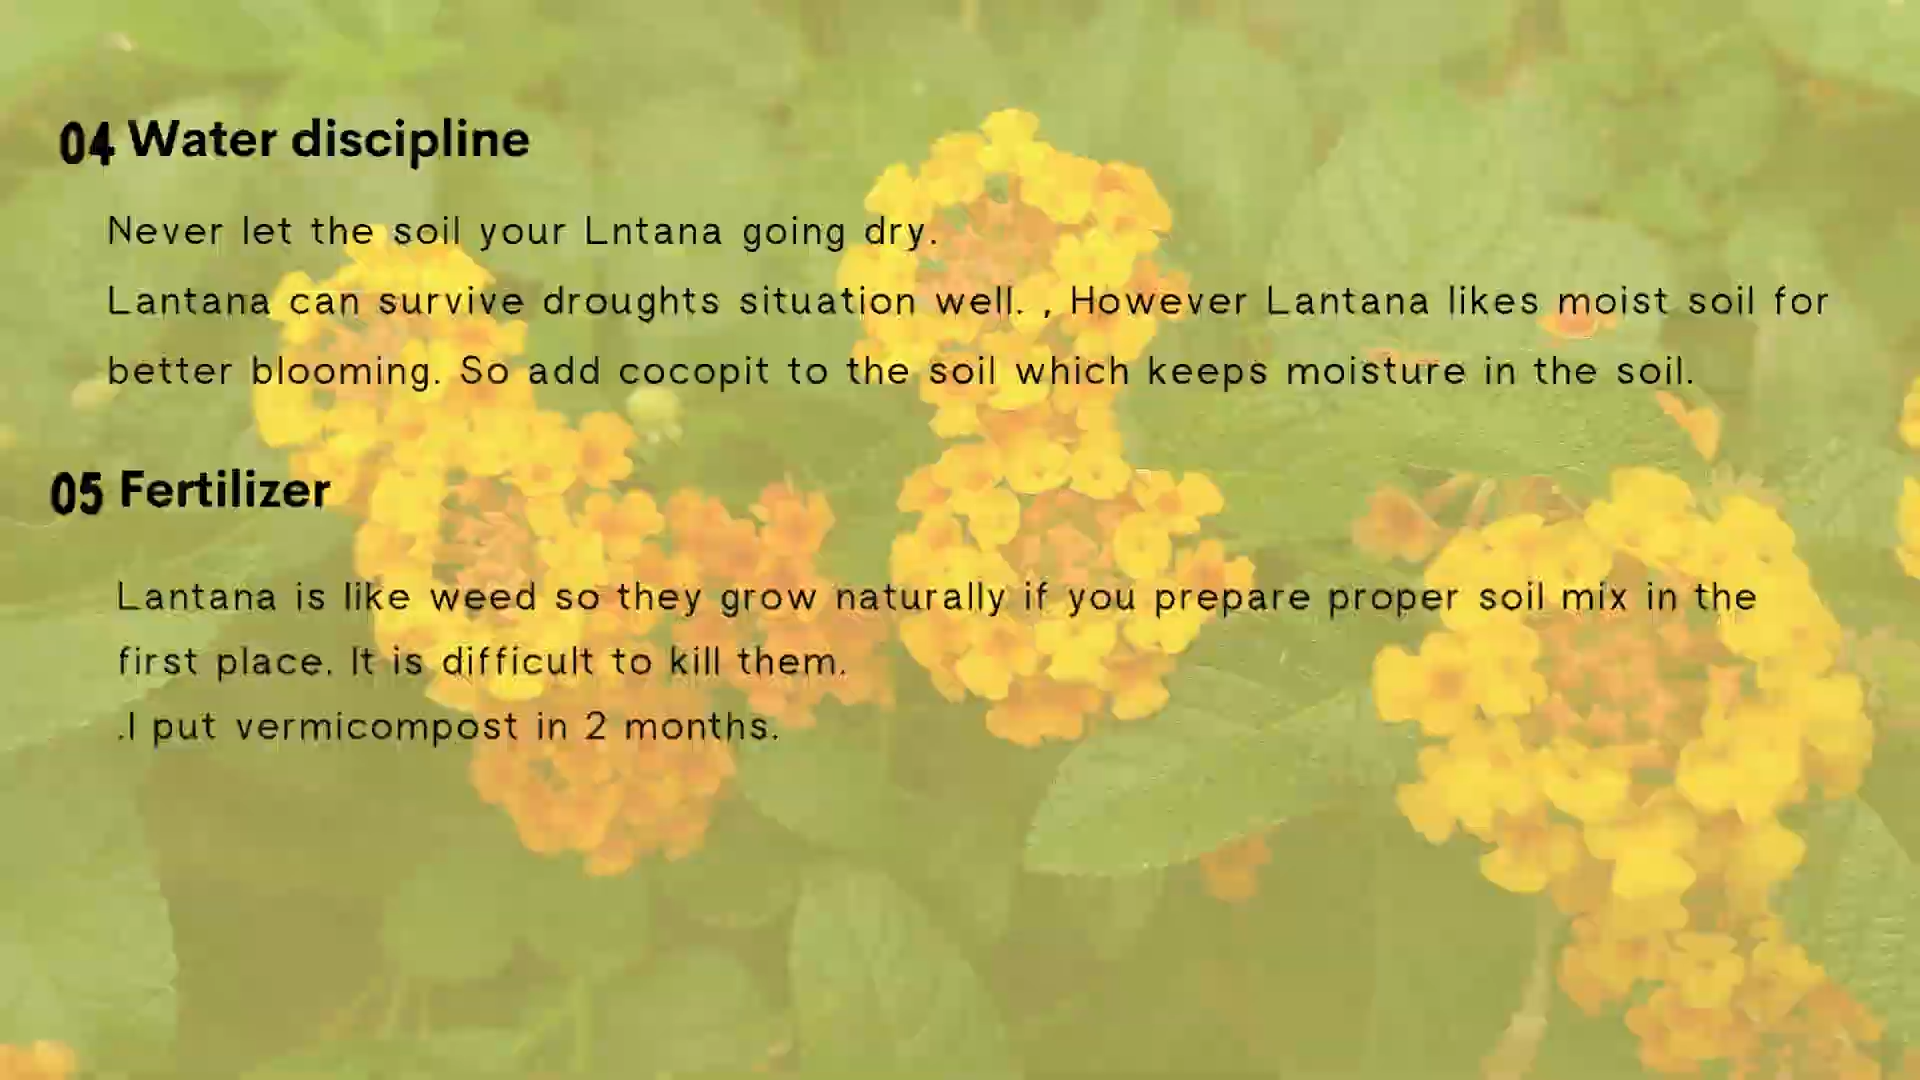 04 Water discipline
Never let the soil your Lntana going dry.
Lantana can survive droughts situation well. , However Lantana likes moist soil for
better blooming. So add cocopit to the soil which keeps moisture in the soil.
05 Fertilizer
Lantana is like weed so they grow naturally if you prepare proper soil mix in the
first place. It is difficult to kill them.
.I put vermicompost in 2 months.